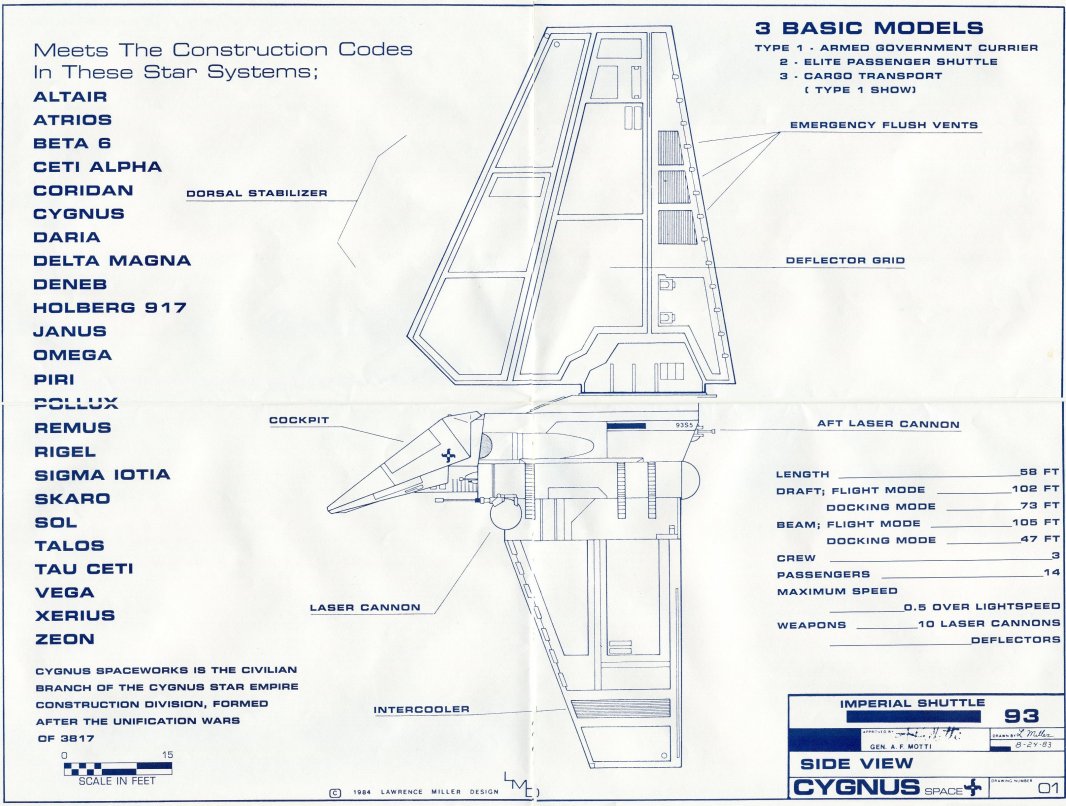 Meets The Construction Codes
In These Star Systems;
ALTAIR
ATRIOS
BETA 6
CETI ALPHA
CORIDAN
CYGNUS
DARIA
DELTA MAGNA
DENEB
HOLBERG 917
JANUS
OMEGA
PIRI
POLLUX
REMUS
RIGEL
SIGMA IOTIA
SKARO
SOL
TALOS
TAU CETI
VEGA
XERIUS
ZEON
CYGNUS SPACEWORKS IS THE CIVILIAN
BRANCH OF THE CYGNUS STAR EMPIRE
CONSTRUCTION DIVISION, FORMED
AFTER THE UNIFICATION WARS
OF 3817
0 15
SCALE IN FEET
DORSAL STABILIZER
COCKPIT
LASER CANNON
INTERCOOLER
9355
© 1984 LAWRENCE MILLER DESIGN
LMD
3 BASIC MODELS
TYPE 1 - ARMED GOVERNMENT CURRIER
2 - ELITE PASSENGER SHUTTLE
3 - CARGO TRANSPORT
( TYPE 1 SHOW)
EMERGENCY FLUSH VENTS
DEFLECTOR GRID
AFT LASER CANNON
LENGTH 58 FT
DRAFT; FLIGHT MODE 102 FT
DOCKING MODE 73 FT
BEAM; FLIGHT MODE 105 FT
DOCKING MODE 47 FT
CREW 3
PASSENGERS 14
MAXIMUM SPEED
0.5 OVER LIGHTSPEED
WEAPONS 10 LASER CANNONS
DEFLECTORS
IMPERIAL SHUTTLE
93
APPROVED BY
GEN. A. F. MOTTI
DRAWN BY L Miller
8-24-83
SIDE VIEW
CYGNUS SPACE
DRAWING NUMBER
01